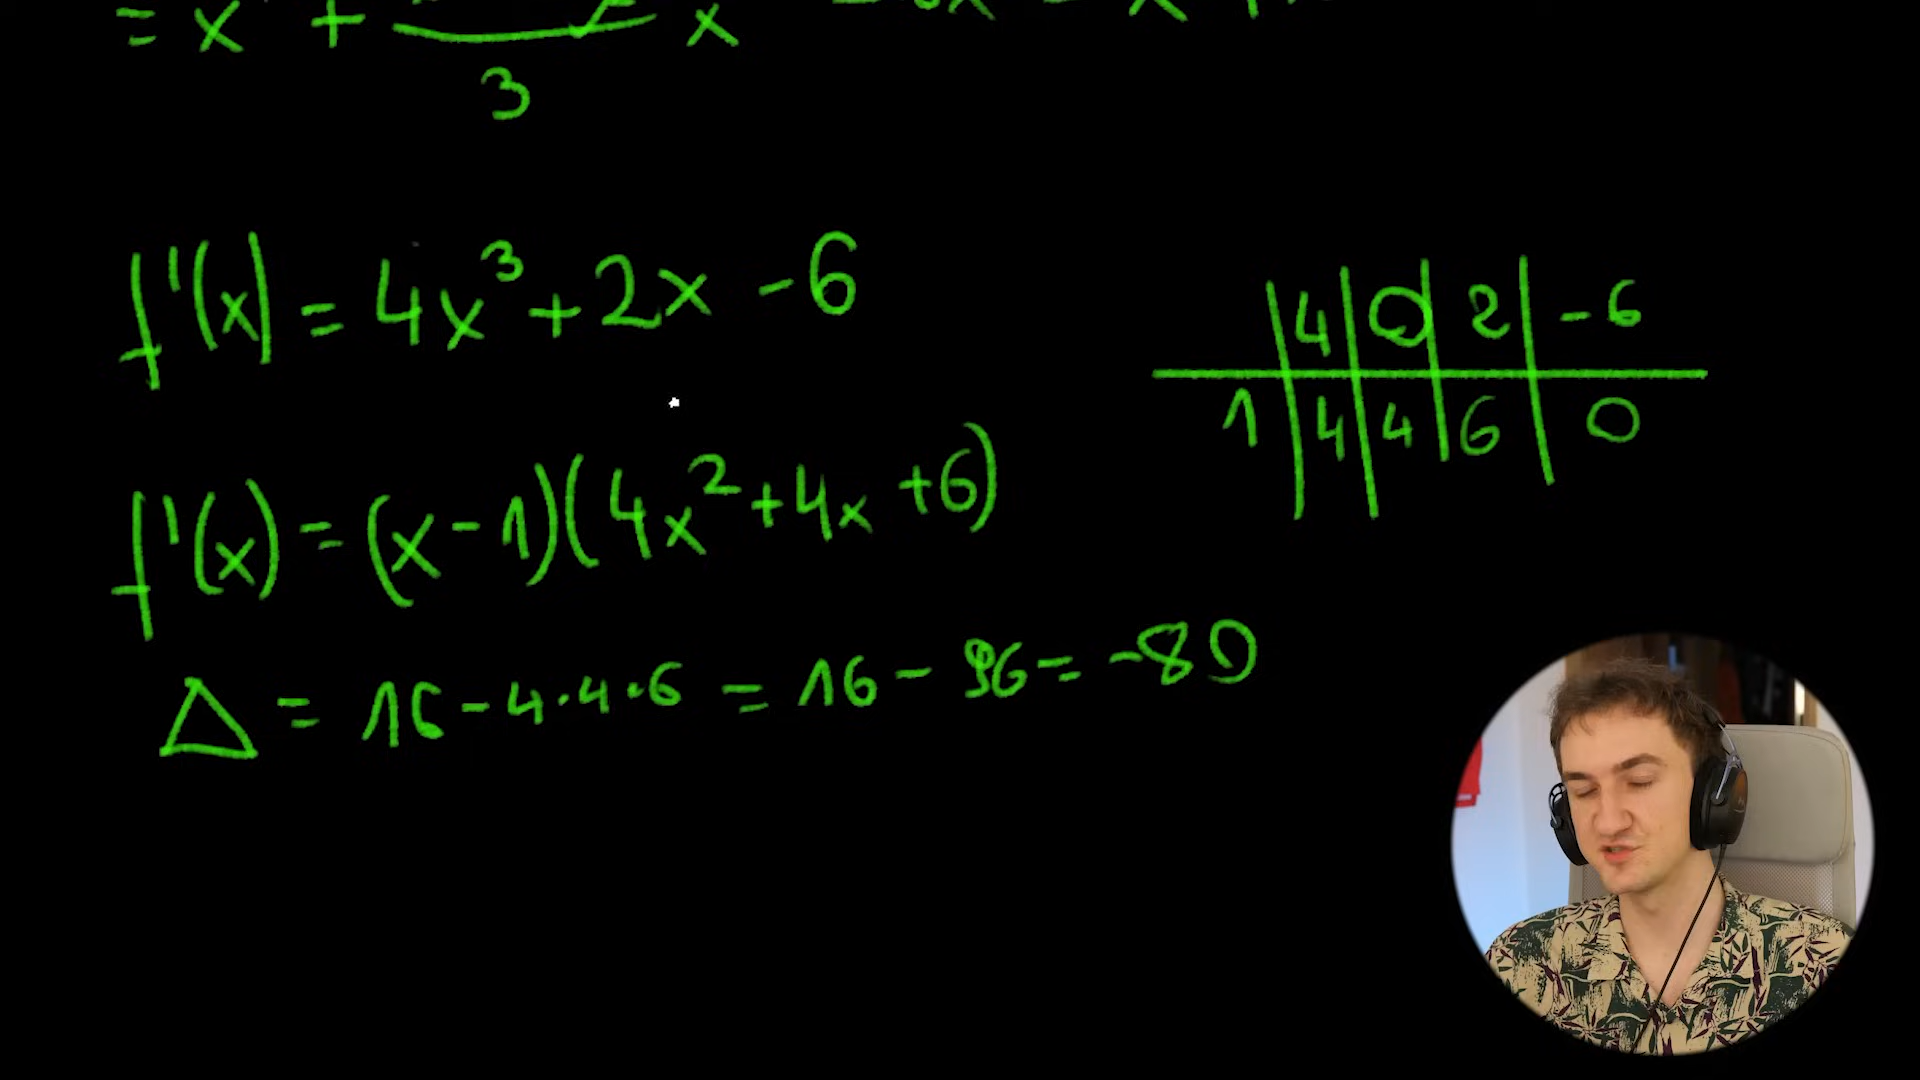 = x + x
3
f'(x) = 4x³ + 2x - 6
4 0 2 -6
1 4 4 6 0
f'(x) = (x - 1)(4x² + 4x + 6)
Δ = 16 - 4·4·6 = 16 - 96 = -80